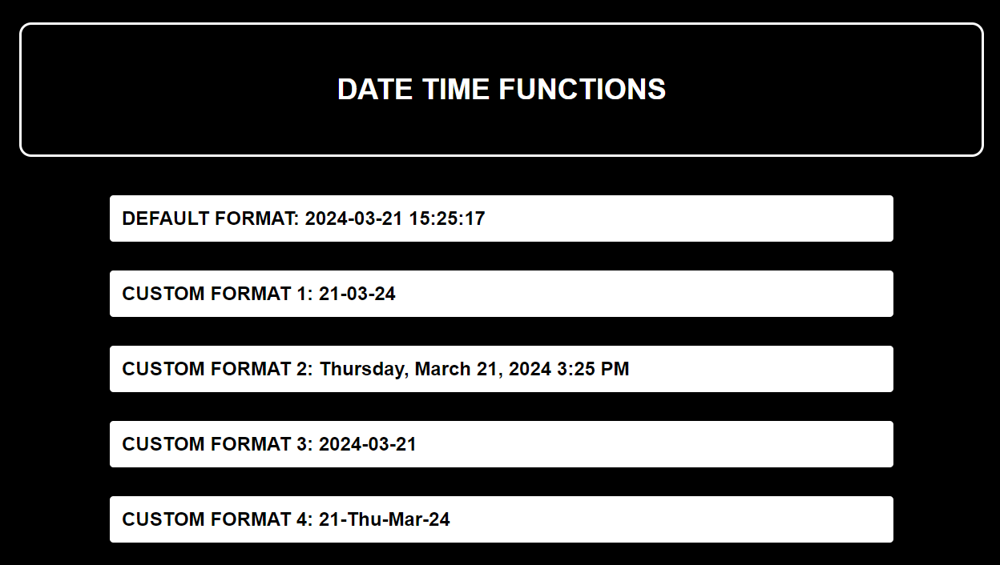 DATE TIME FUNCTIONS
DEFAULT FORMAT: 2024-03-21 15:25:17
CUSTOM FORMAT 1: 21-03-24
CUSTOM FORMAT 2: Thursday, March 21, 2024 3:25 PM
CUSTOM FORMAT 3: 2024-03-21
CUSTOM FORMAT 4: 21-Thu-Mar-24